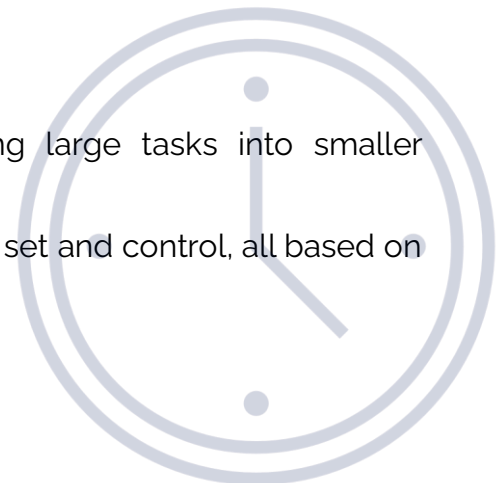 large tasks into smaller
set and control, all based on